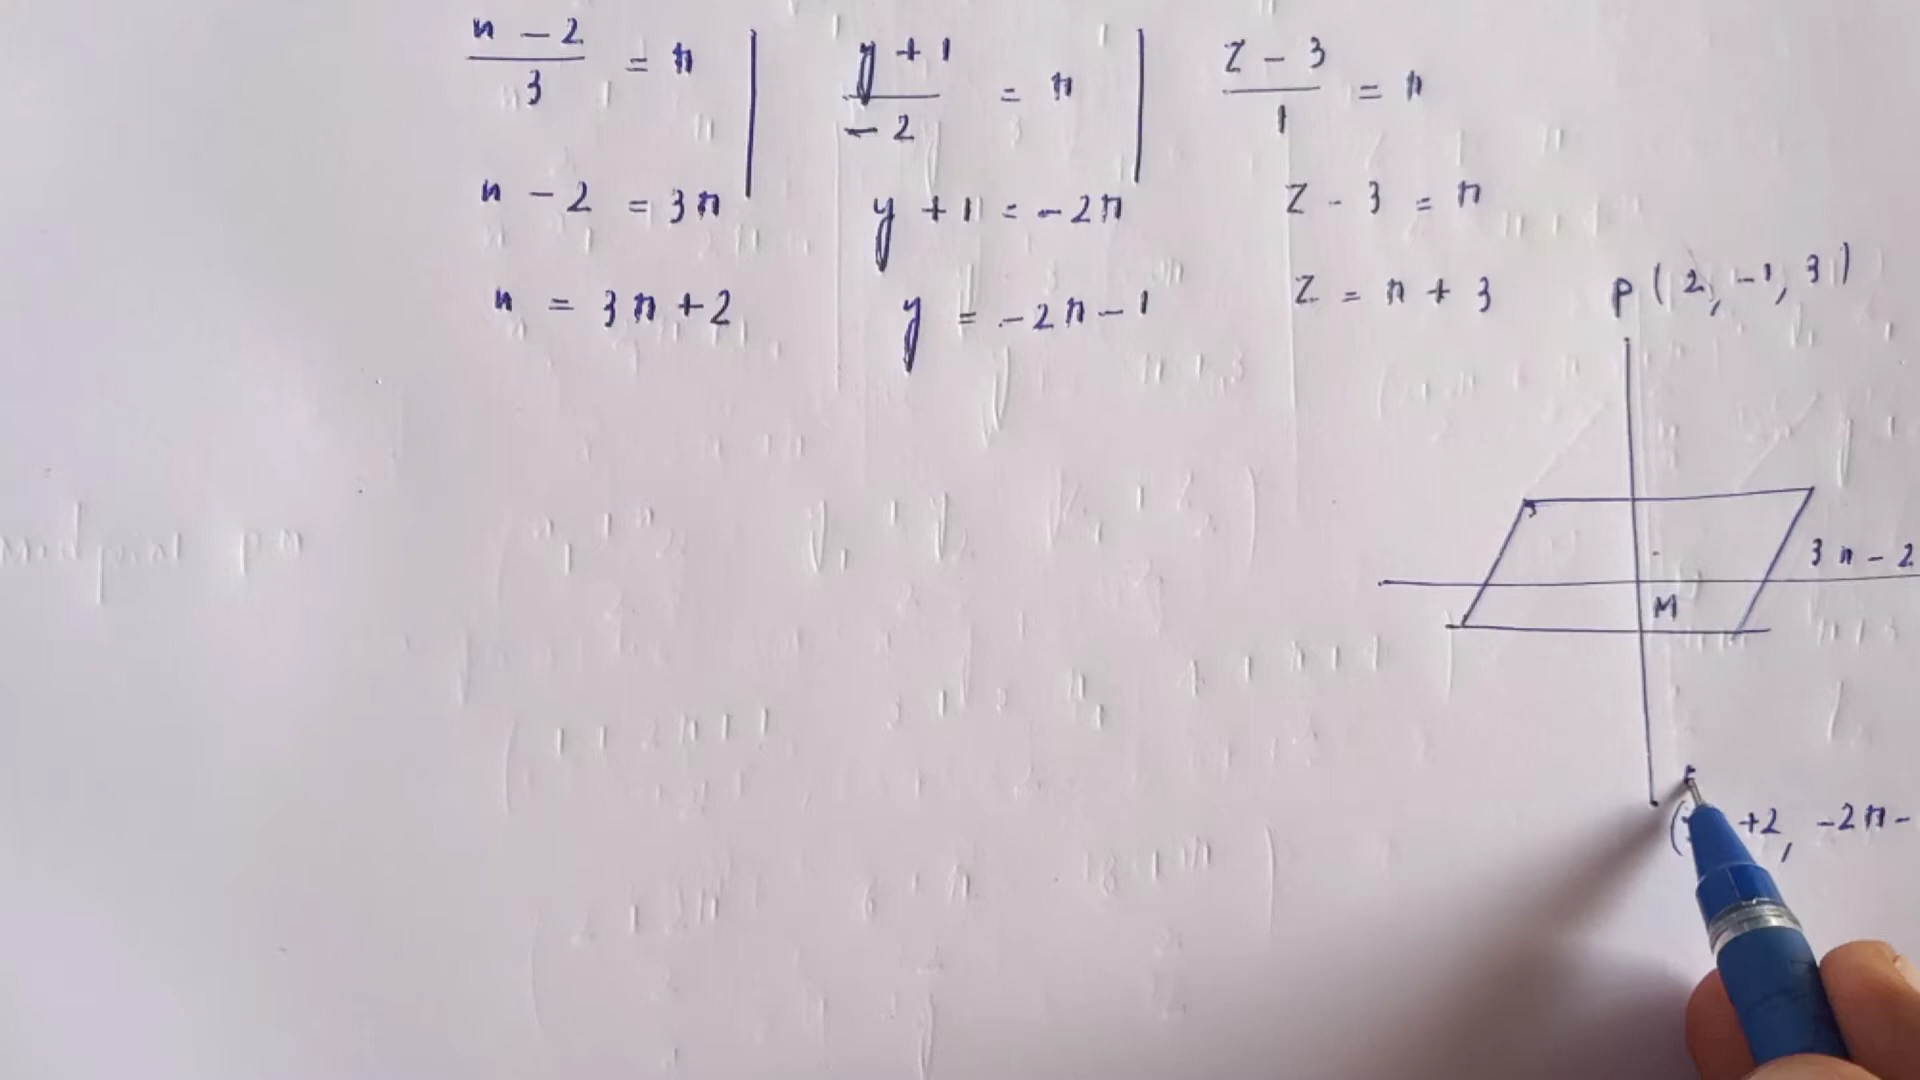 n - 2 / 3 = n | y + 1 / -2 = n | z - 3 / 1 = n
n - 2 = 3n y + 1 = -2n z - 3 = n
n = 3n + 2 y = -2n - 1 z = n + 3
P (2, -1, 3)
3n - 2
M
+2, -2n -